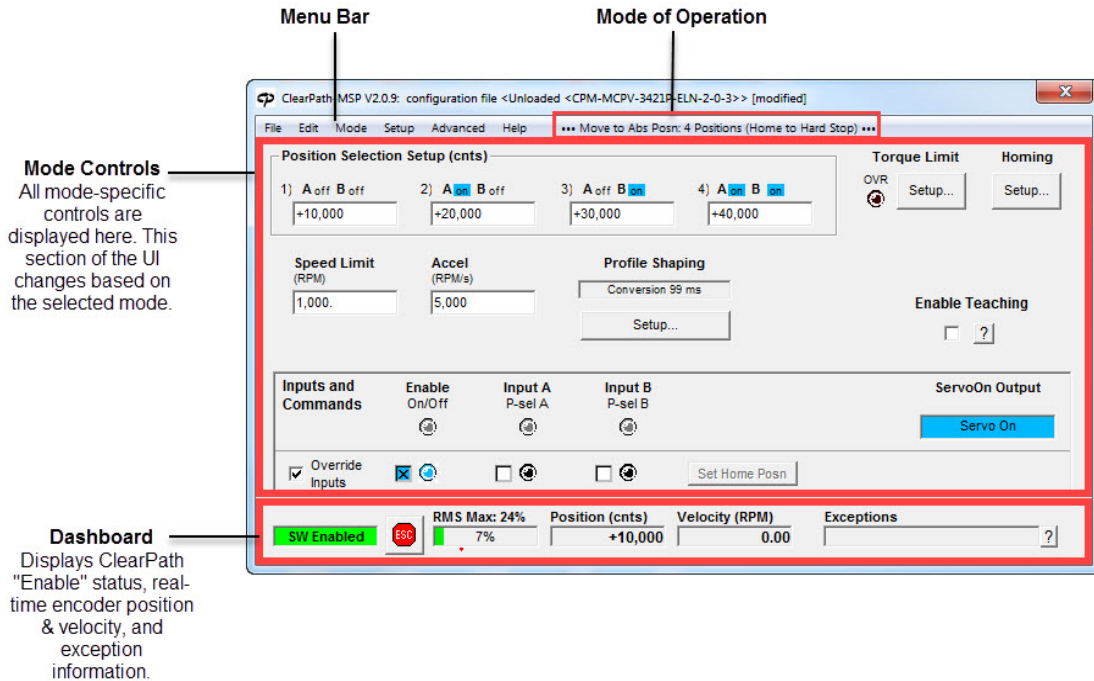 Menu Bar
Mode of Operation
ClearPath-MSP V2.0.9: configuration file <Unloaded <CPM-MCPV-3421P-ELN-2-0-3>> [modified]
File Edit Mode Setup Advanced Help ••• Move to Abs Posn: 4 Positions (Home to Hard Stop) •••
Mode Controls
All mode-specific
controls are
displayed here. This
section of the UI
changes based on
the selected mode.
Position Selection Setup (cnts)
1) A off B off
2) A on B off
3) A off B on
4) A on B on
+10,000
+20,000
+30,000
+40,000
Torque Limit
OVR
Setup...
Homing
Setup...
Speed Limit
(RPM)
1,000.
Accel
(RPM/s)
5,000
Profile Shaping
Conversion 99 ms
Setup...
Enable Teaching
?
Inputs and
Commands
Enable
On/Off
Input A
P-sel A
Input B
P-sel B
ServoOn Output
Servo On
Override
Inputs
Set Home Posn
Dashboard
Displays ClearPath
"Enable" status, real-
time encoder position
& velocity, and
exception
information.
SW Enabled
ESC
RMS Max: 24%
7%
Position (cnts)
+10,000
Velocity (RPM)
0.00
Exceptions
?